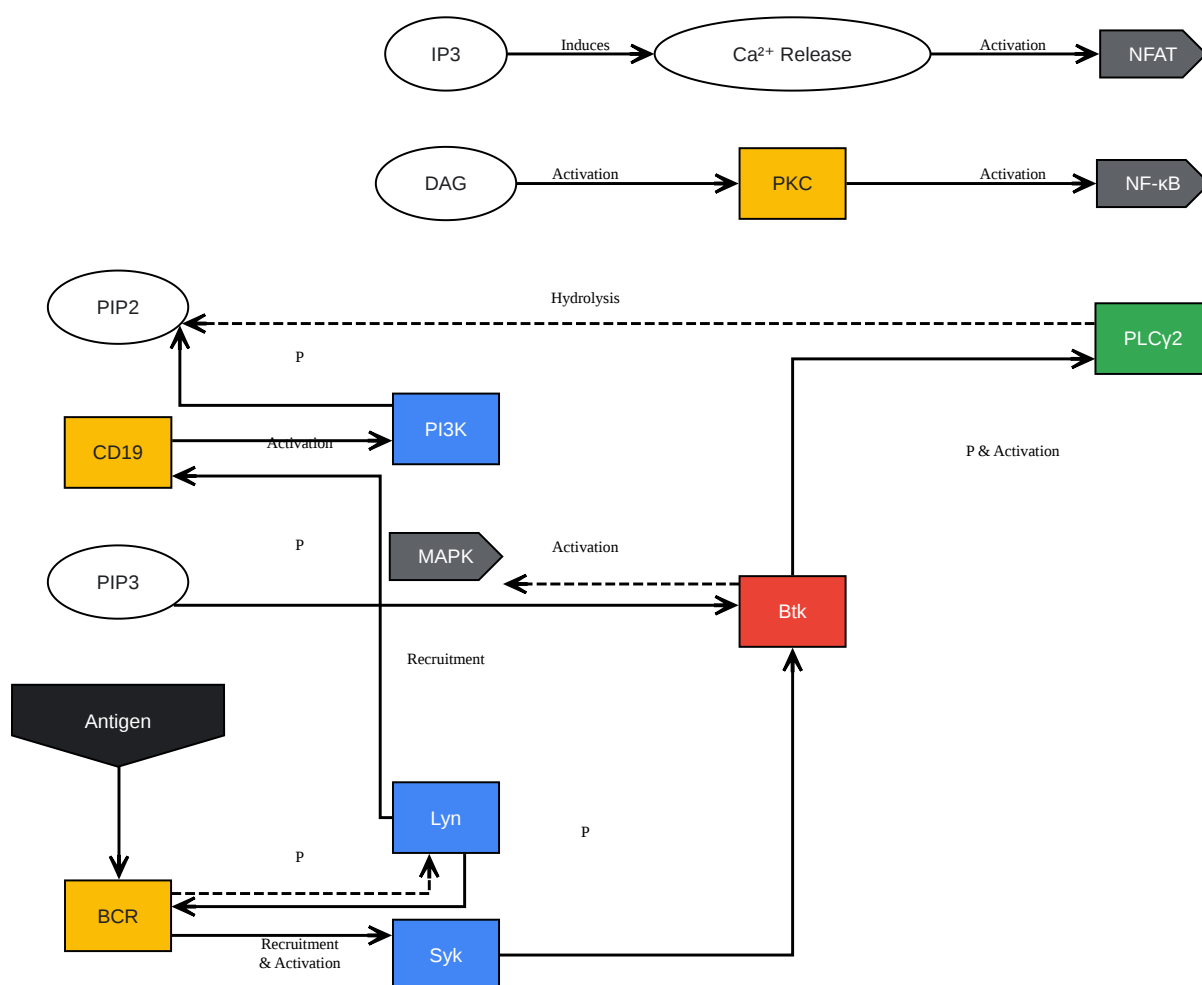 IP3
Induces
Ca²⁺ Release
Activation
NFAT
DAG
Activation
PKC
Activation
NF-κB
PIP2
Hydrolysis
PLCγ2
P
PI3K
CD19
Activation
P & Activation
P
MAPK
Activation
PIP3
Btk
Recruitment
Antigen
Lyn
P
P
BCR
Recruitment
& Activation
Syk